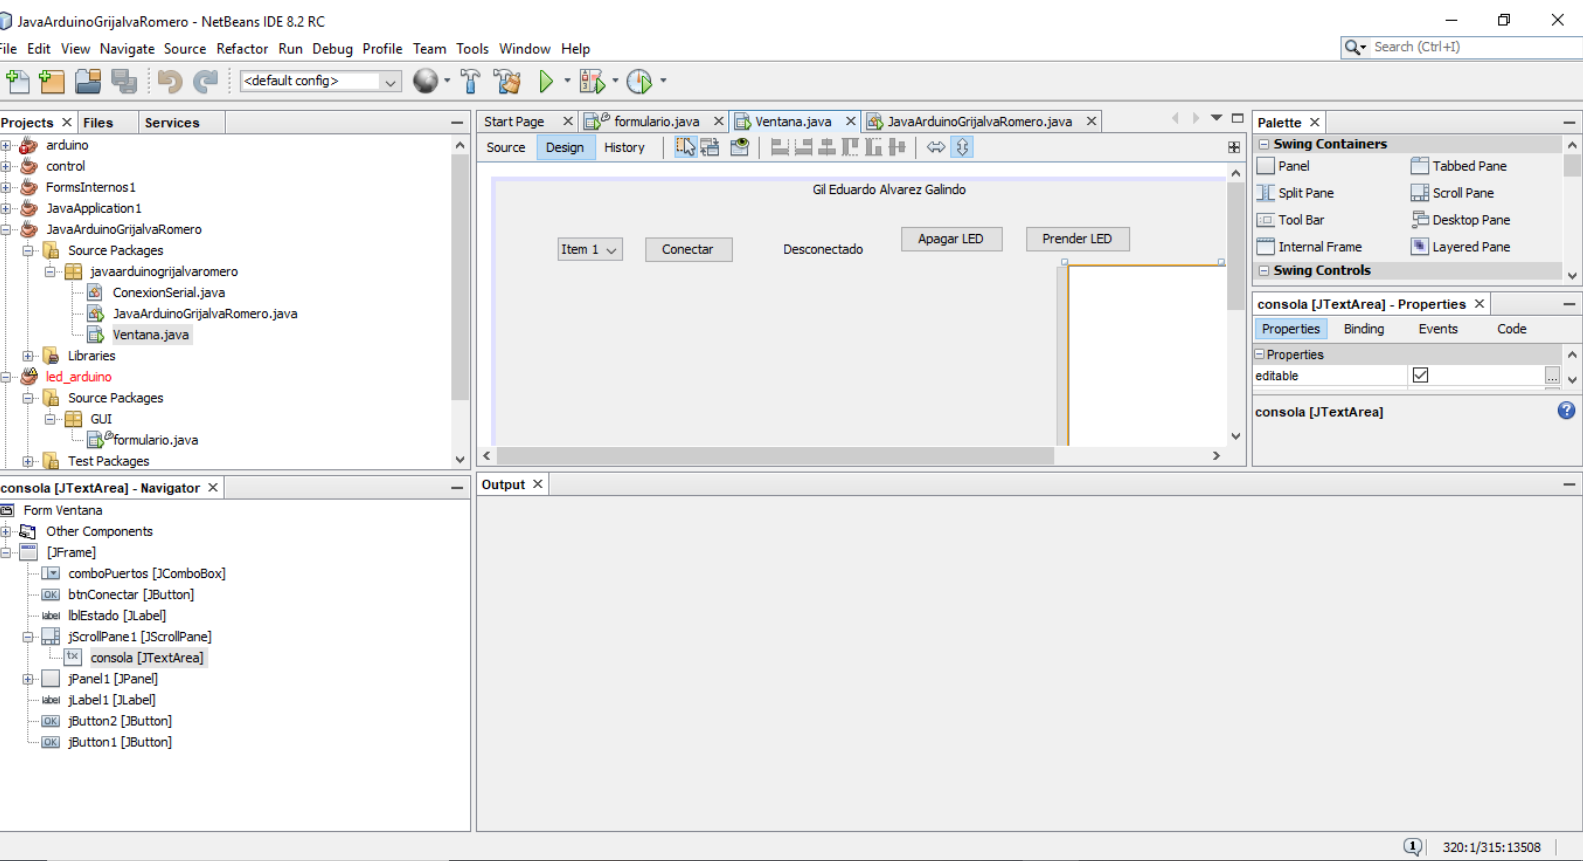 JavaArduinoGrijalvaRomero - NetBeans IDE 8.2 RC
File Edit View Navigate Source Refactor Run Debug Profile Team Tools Window Help
Search (Ctrl+I)
<default config>
Projects Files Services
arduino
control
FormsInternos1
JavaApplication1
JavaArduinoGrijalvaRomero
Source Packages
javaarduinogrijalvaromero
ConexionSerial.java
JavaArduinoGrijalvaRomero.java
Ventana.java
Libraries
led_arduino
Source Packages
GUI
formulario.java
Test Packages
consola [JTextArea] - Navigator
Form Ventana
Other Components
[JFrame]
comboPuertos [JComboBox]
btnConectar [JButton]
lblEstado [JLabel]
jScrollPane1 [JScrollPane]
consola [JTextArea]
jPanel1 [JPanel]
jLabel1 [JLabel]
jButton2 [JButton]
jButton1 [JButton]
Start Page formulario.java Ventana.java JavaArduinoGrijalvaRomero.java
Source Design History
Gil Eduardo Alvarez Galindo
Item 1 Conectar Desconectado Apagar LED Prender LED
Output
Palette
Swing Containers
Panel Tabbed Pane
Split Pane Scroll Pane
Tool Bar Desktop Pane
Internal Frame Layered Pane
Swing Controls
consola [JTextArea] - Properties
Properties Binding Events Code
Properties
editable
...
consola [JTextArea]
1 320:1/315:13508